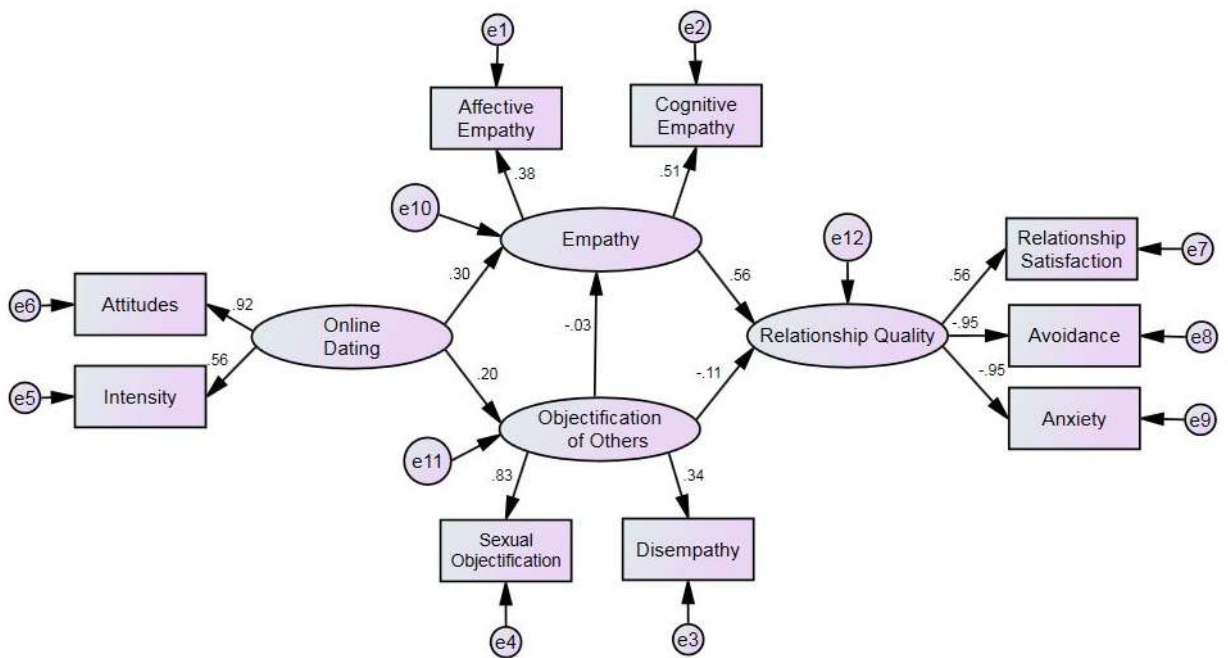 e1
e2
Affective
Empathy
Cognitive
Empathy
.38
.51
e10
Empathy
e12
Relationship
Satisfaction
e7
e6
Attitudes
.92
.30
.56
.56
Online
Dating
-.03
Relationship Quality
-.95
Avoidance
e8
e5
Intensity
.56
.20
-.11
-.95
Objectification
of Others
Anxiety
e9
e11
.83
.34
Sexual
Objectification
Disempathy
e4
e3